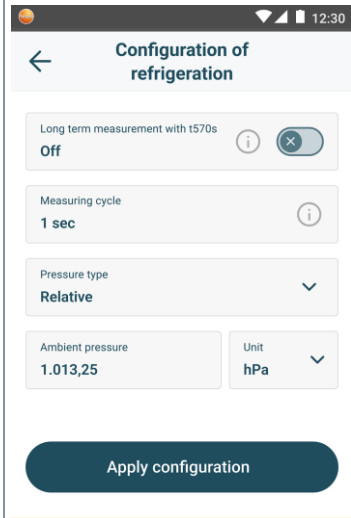 12:30
Configuration of
refrigeration
Long term measurement with t570s
Off
Measuring cycle
1 sec
Pressure type
Relative
Ambient pressure
1.013,25
Unit
hPa
Apply configuration